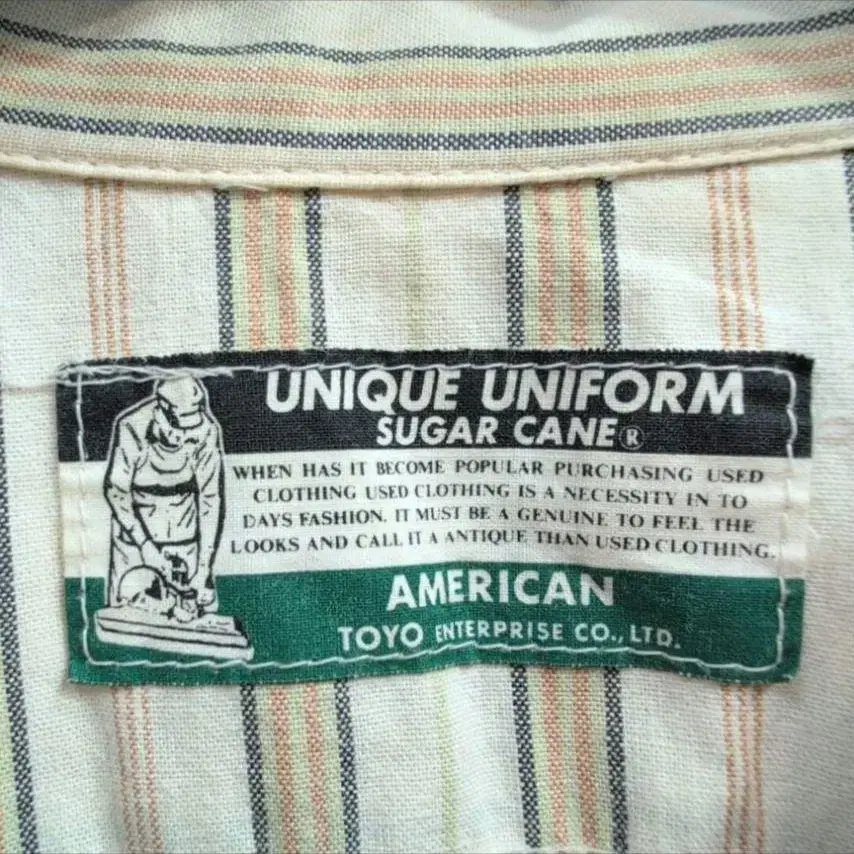 UNIQUE UNIFORM
SUGAR CANE®
WHEN HAS IT BECOME POPULAR PURCHASING USED
CLOTHING USED CLOTHING IS A NECESSITY IN TO
DAYS FASHION. IT MUST BE A GENUINE TO FEEL THE
LOOKS AND CALL IT A ANTIQUE THAN USED CLOTHING.
AMERICAN
TOYO ENTERPRISE CO., LTD.